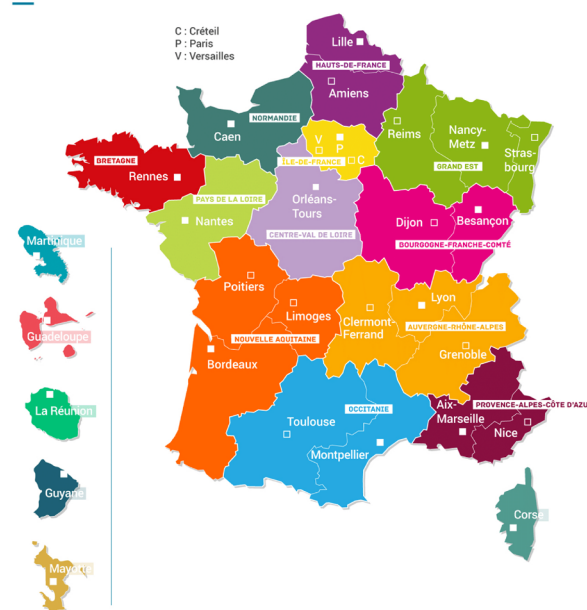 C : Créteil
P : Paris
V : Versailles
Lille
HAUTS-DE-FRANCE
Amiens
NORMANDIE
Caen
Reims
Nancy-
Metz
Stras-
bourg
GRAND EST
V
P
C
ÎLE-DE-FRANCE
BRETAGNE
Rennes
PAYS DE LA LOIRE
Nantes
Orléans-
Tours
CENTRE-VAL DE LOIRE
Dijon
Besançon
BOURGOGNE-FRANCHE-COMTÉ
Martinique
Guadeloupe
La Réunion
Guyane
Mayotte
Poitiers
Limoges
NOUVELLE AQUITAINE
Bordeaux
Clermont-
Ferrand
Lyon
AUVERGNE-RHÔNE-ALPES
Grenoble
OCCITANIE
Toulouse
Montpellier
PROVENCE-ALPES-CÔTE D'AZU
Aix-
Marseille
Nice
Corse